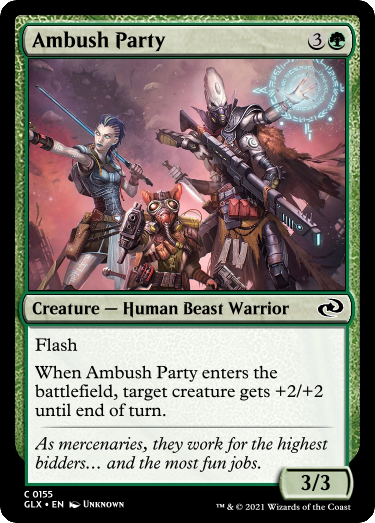 Ambush Party 3
Creature — Human Beast Warrior
Flash
When Ambush Party enters the
battlefield, target creature gets +2/+2
until end of turn.
As mercenaries, they work for the highest
bidders… and the most fun jobs.
3/3
C 0155
GLX • EN Unknown
™ & © 2021 Wizards of the Coast